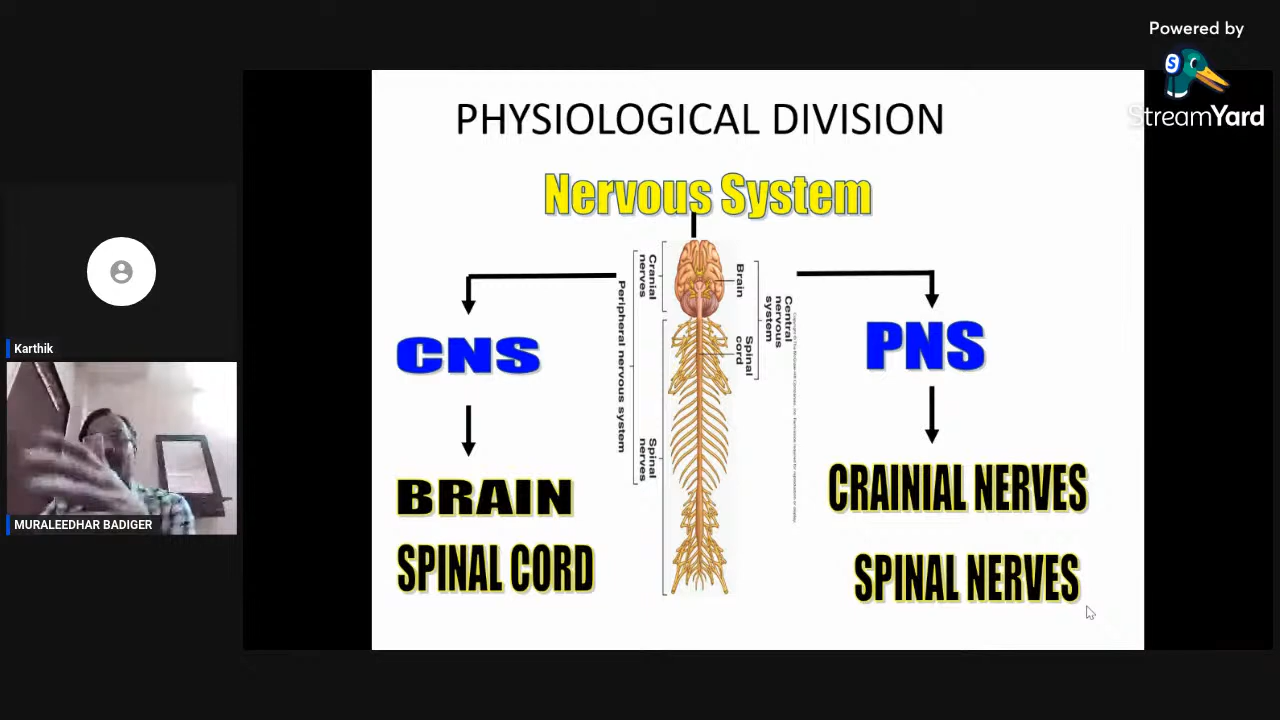 Powered by
StreamYard
PHYSIOLOGICAL DIVISION
Nervous System
CNS
BRAIN
SPINAL CORD
Cranial
nerves
Peripheral nervous system
Spinal
nerves
Brain
Spinal
cord
Central
nervous
system
PNS
CRAINIAL NERVES
SPINAL NERVES
Karthik
MURALEEDHAR BADIGER